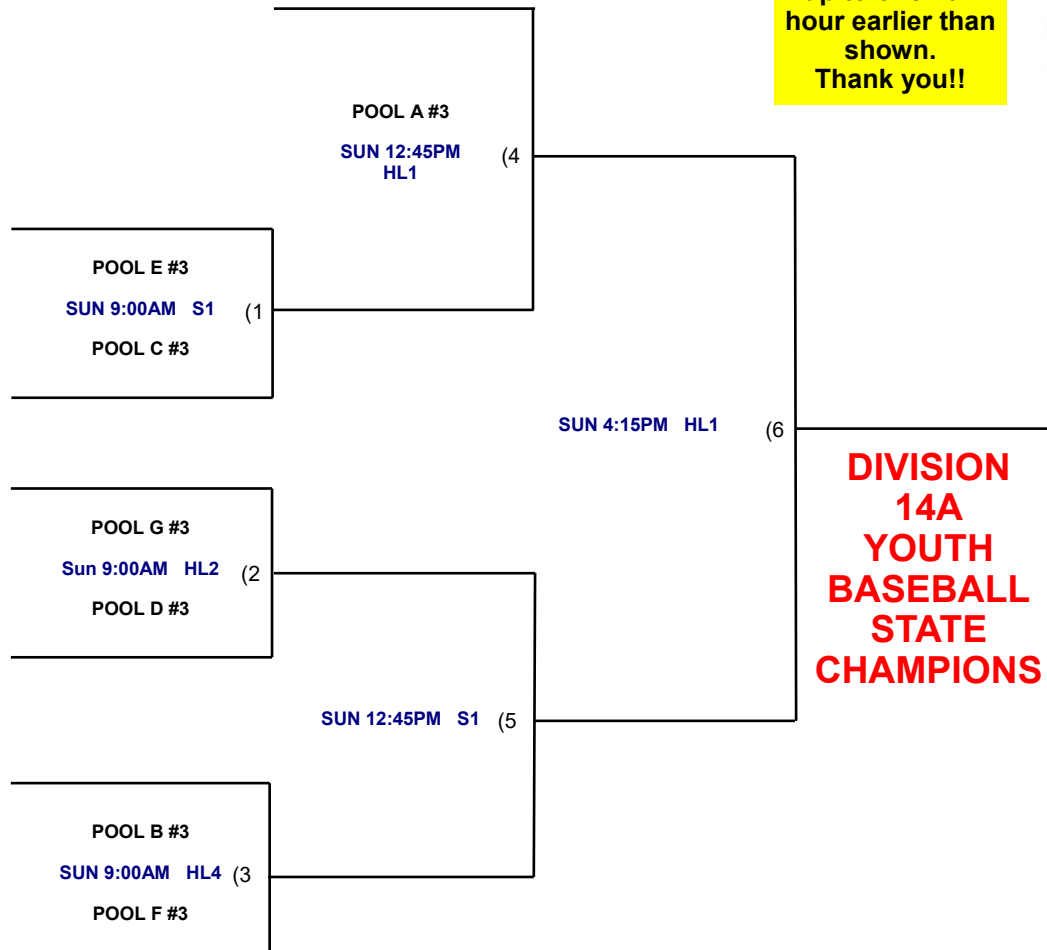 hour earlier than
shown.
Thank you!!
POOL A #3
SUN 12:45PM
HL1
(4
POOL E #3
SUN 9:00AM S1 (1
POOL C #3
SUN 4:15PM HL1 (6
DIVISION
14A
YOUTH
BASEBALL
STATE
CHAMPIONS
POOL G #3
Sun 9:00AM HL2 (2
POOL D #3
SUN 12:45PM S1 (5
POOL B #3
SUN 9:00AM HL4 (3
POOL F #3